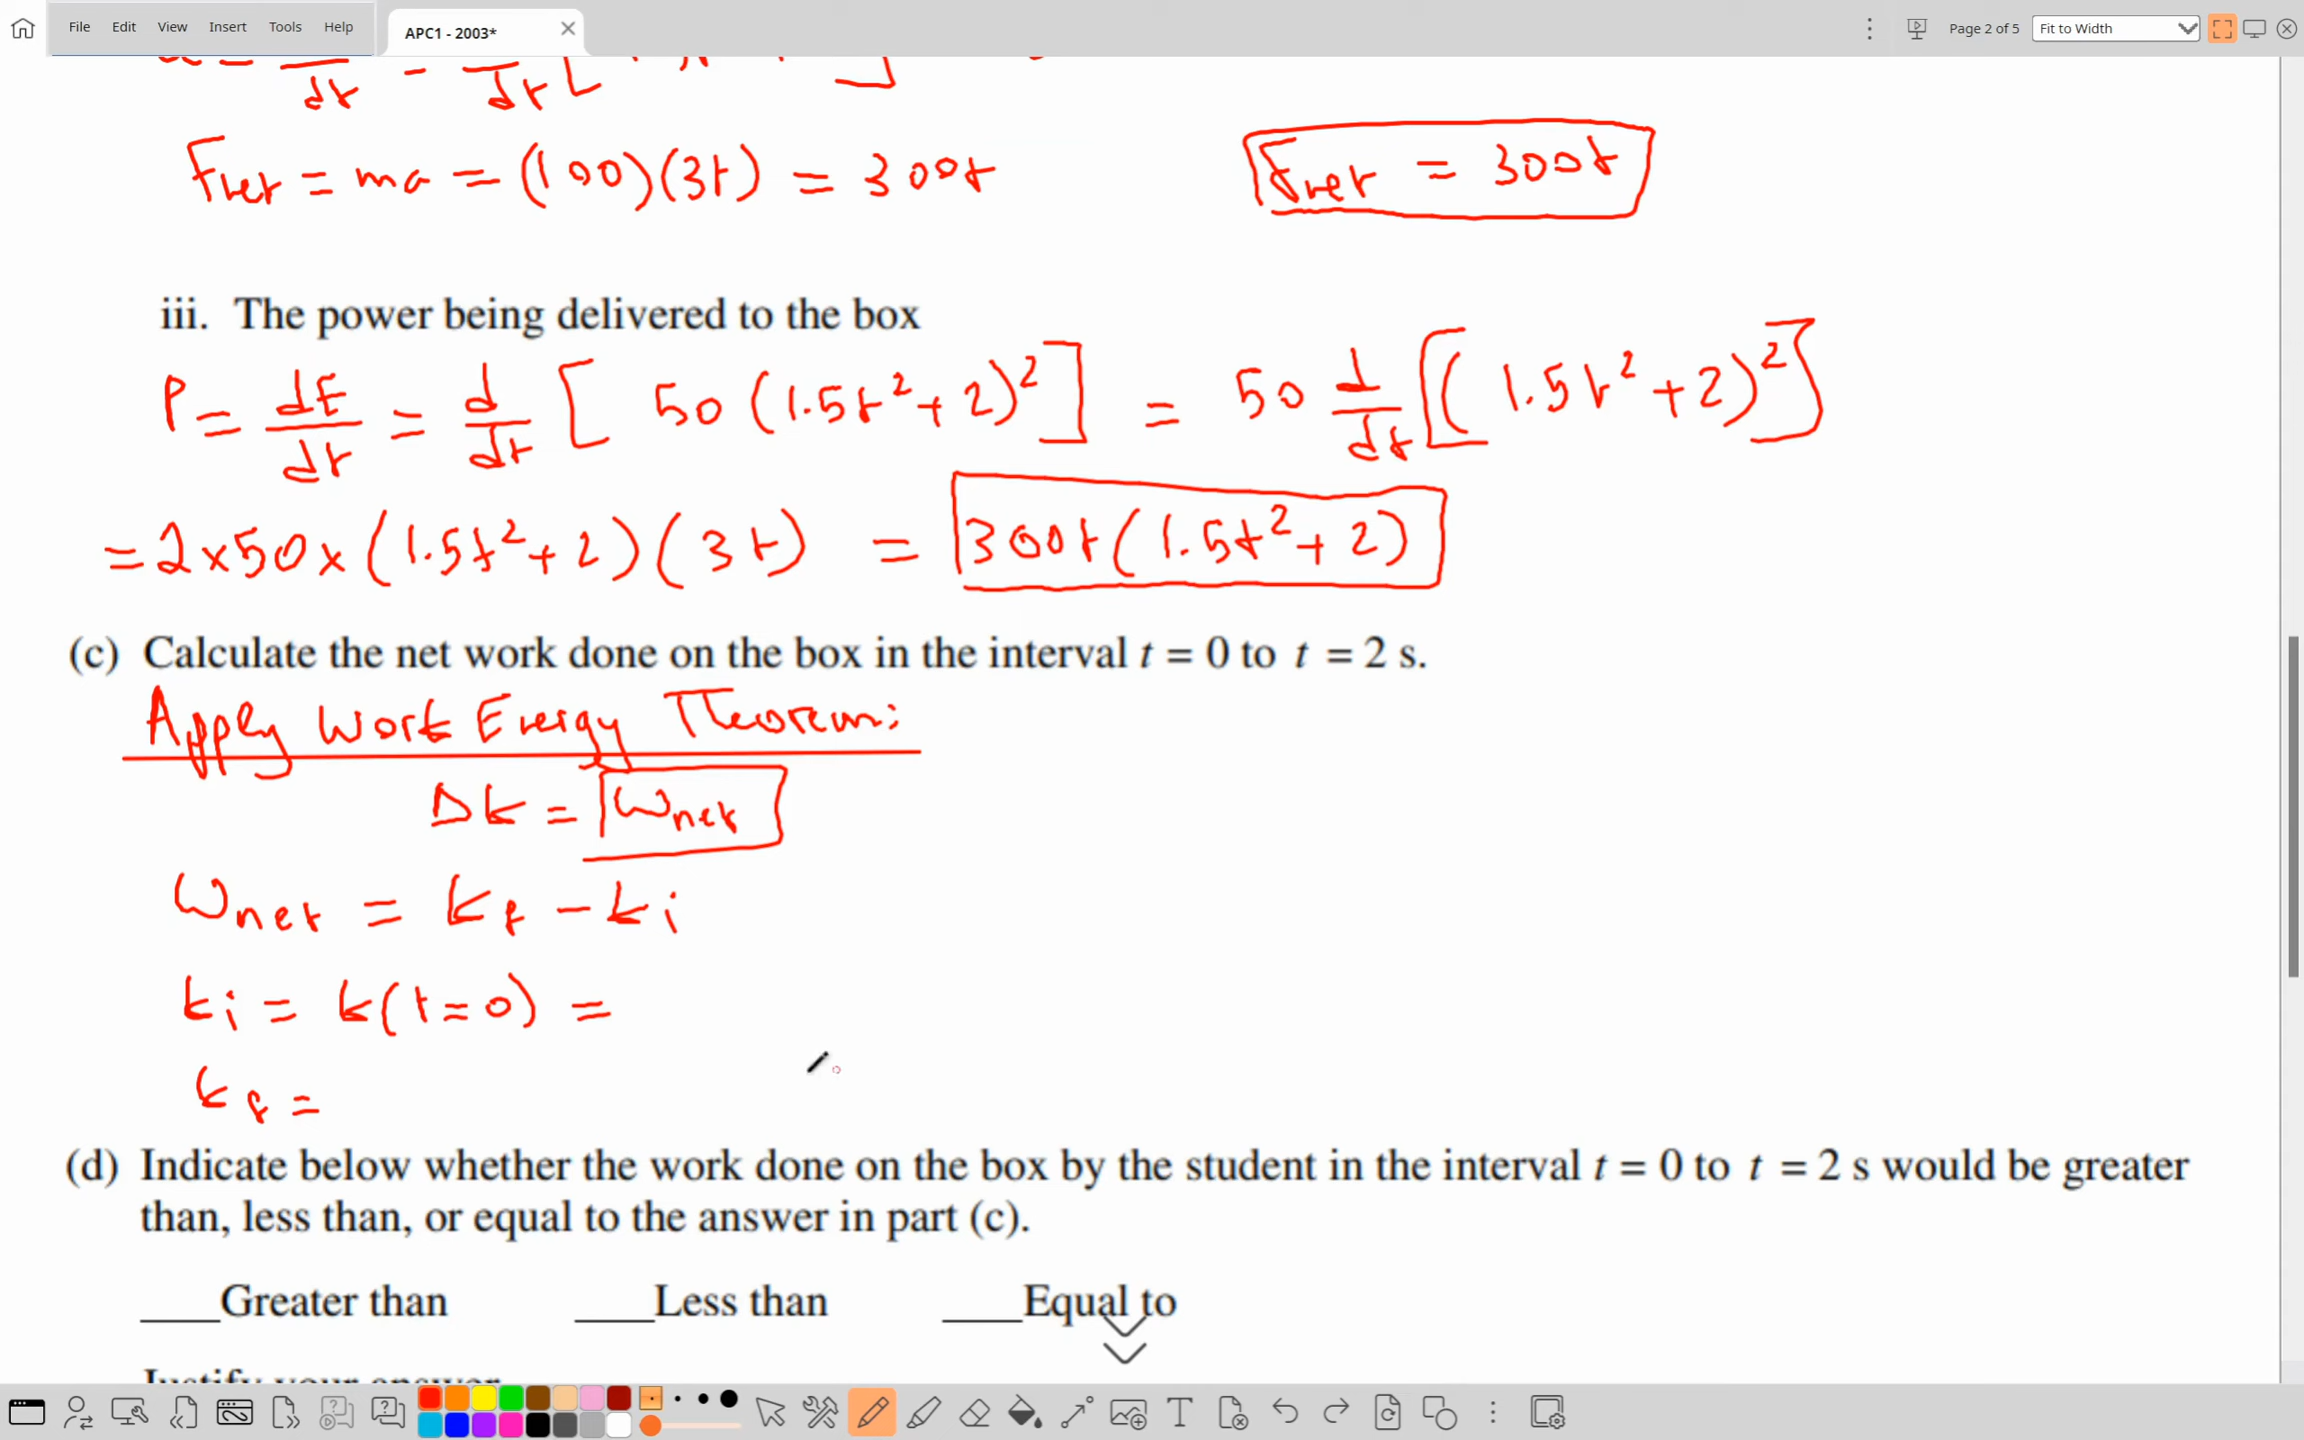 File Edit View Insert Tools Help APC1 - 2003* Page 2 of 5 Fit to Width
dt - dt [ ]
Fnet = ma = (100)(3t) = 300t Fnet = 300t
iii. The power being delivered to the box
P = dE/dt = d/dt [ 50 (1.5t² + 2)² ] = 50 d/dt [( 1.5t² + 2)²]
= 2 x 50 x (1.5t² + 2)(3t) = 300t(1.5t² + 2)
(c) Calculate the net work done on the box in the interval t = 0 to t = 2 s.
Apply Work Energy Theorem:
Δk = Wnet
Wnet = kf - ki
ki = k(t=0) =
kf =
(d) Indicate below whether the work done on the box by the student in the interval t = 0 to t = 2 s would be greater
than, less than, or equal to the answer in part (c).
____Greater than ____Less than ____Equal to
Justify your answer